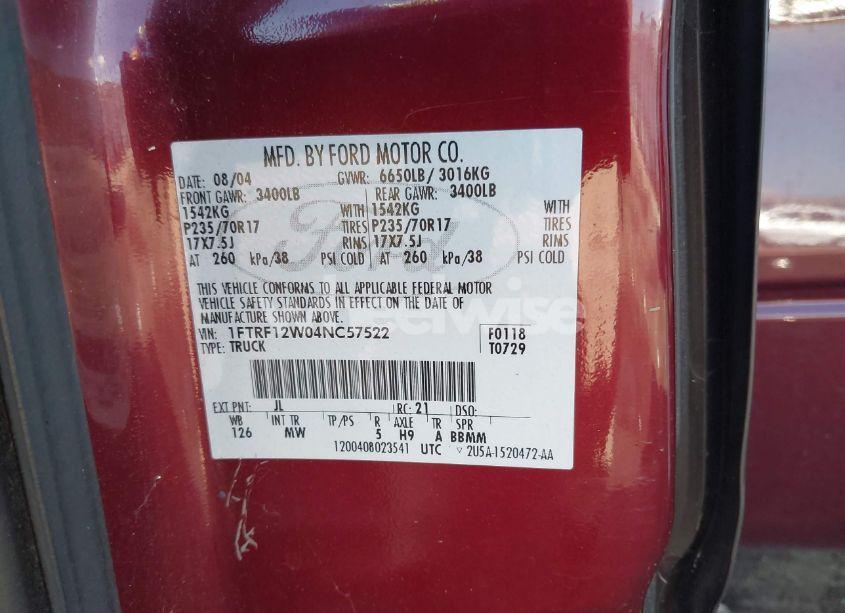 MFD. BY FORD MOTOR CO.
DATE: 08/04 GVWR: 6650LB/ 3016KG
FRONT GAWR: 3400LB REAR GAWR: 3400LB
1542KG WITH 1542KG WITH
P235/70R17 TIRES P235/70R17 TIRES
17X7.5J RIMS 17X7.5J RIMS
AT 260 kPa/38 PSI COLD AT 260 kPa/38 PSI COLD
Ford
THIS VEHICLE CONFORMS TO ALL APPLICABLE FEDERAL MOTOR
VEHICLE SAFETY STANDARDS IN EFFECT ON THE DATE OF
MANUFACTURE SHOWN ABOVE.
VIN: 1FTRF12W04NC57522 F0118
TYPE: TRUCK T0729
EXT PNT: JL RC: 21 DSO:
WB INT TR TP/PS R AXLE TR SPR
126 MW 5 H9 A BBMM
1200408023541 UTC 2U5A-1520472-AA